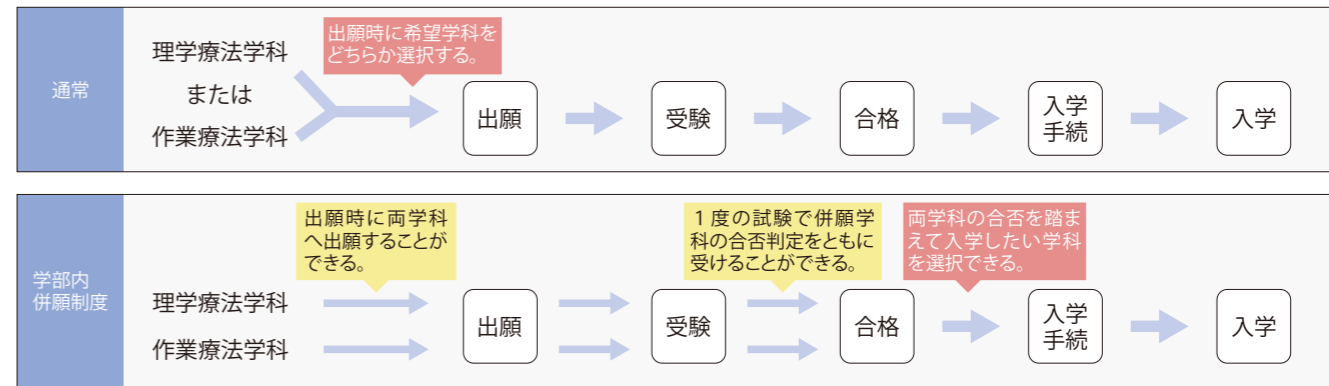 通常
理学療法学科
または
作業療法学科
出願時に希望学科を
どちらか選択する。
出願
受験
合格
入学
手続
入学
学部内
併願制度
理学療法学科
作業療法学科
出願時に両学科
へ出願することが
できる。
出願
受験
1度の試験で併願学
科の合否判定をともに
受けることができる。
合格
両学科の合否を踏ま
えて入学したい学科
を選択できる。
入学
手続
入学